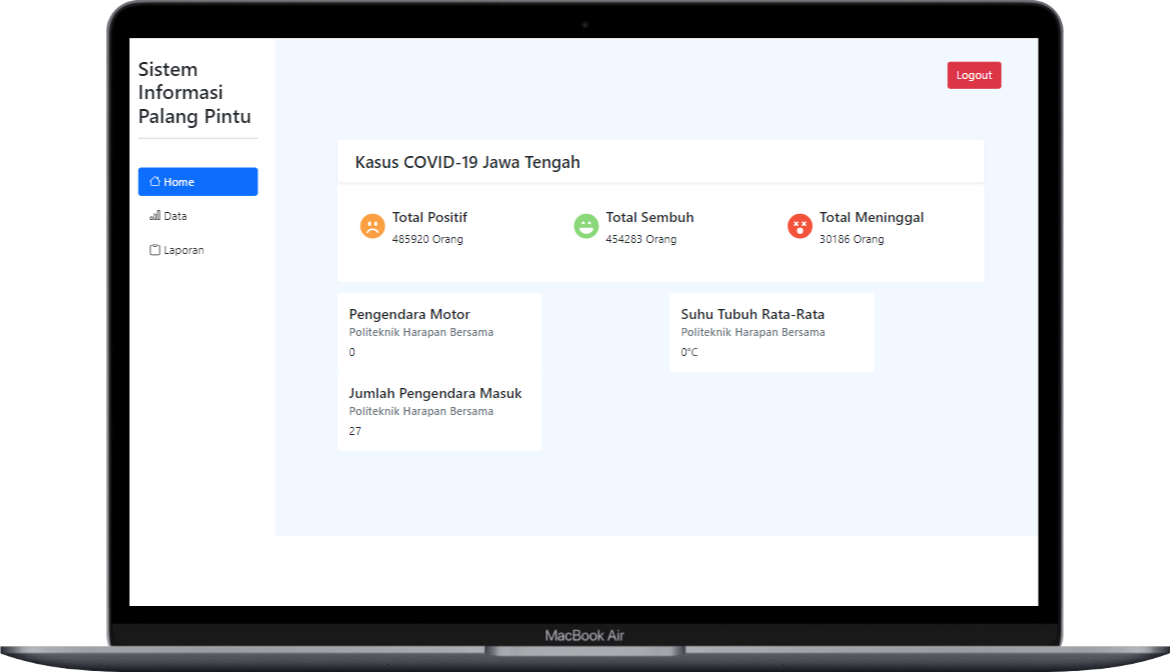 Sistem
Informasi
Palang Pintu
Home
Data
Laporan
Logout
Kasus COVID-19 Jawa Tengah
Total Positif
485920 Orang
Total Sembuh
454283 Orang
Total Meninggal
30186 Orang
Pengendara Motor
Politeknik Harapan Bersama
0
Suhu Tubuh Rata-Rata
Politeknik Harapan Bersama
0°C
Jumlah Pengendara Masuk
Politeknik Harapan Bersama
27
MacBook Air